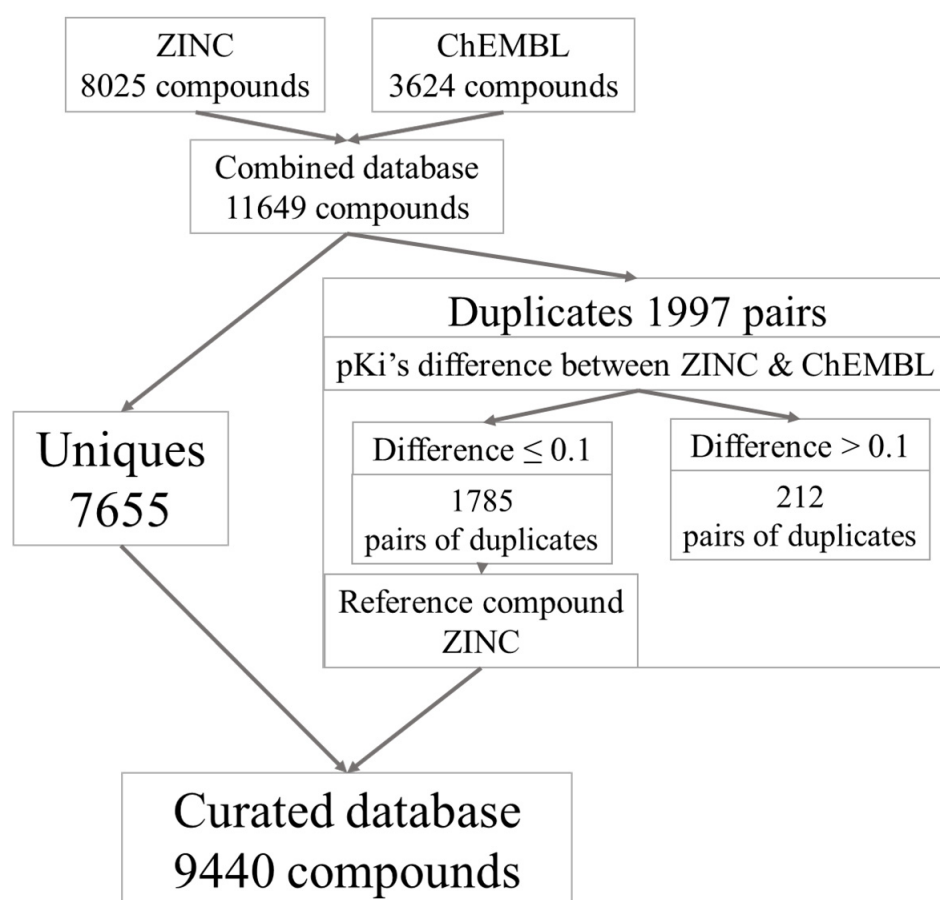 ZINC
8025 compounds
ChEMBL
3624 compounds
Combined database
11649 compounds
Duplicates 1997 pairs
pKi’s difference between ZINC & ChEMBL
Uniques
7655
Difference ≤ 0.1
1785
pairs of duplicates
Difference > 0.1
212
pairs of duplicates
Reference compound
ZINC
Curated database
9440 compounds